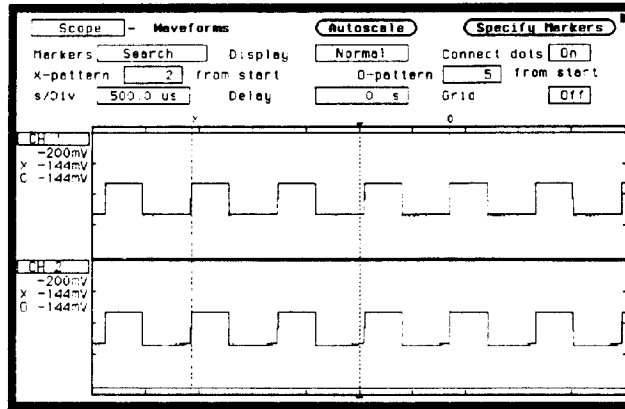 Scope - Waveforms Autoscale Specify Markers
Markers Search Display Normal Connect dots On
X-pattern 2 from start O-pattern 5 from start
s/Div 500.0 us Delay 0 s Grid Off
X O
CH 1
-200mV
X -144mV
O -144mV
CH 2
-200mV
X -144mV
O -144mV